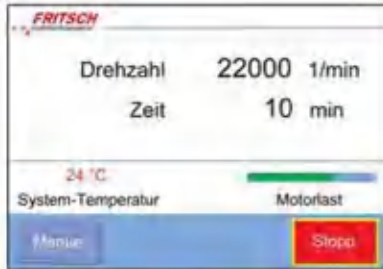 FRITSCH
Drehzahl 22000 1/min
Zeit 10 min
24 °C
System-Temperatur Motorlast
Menue Stopp